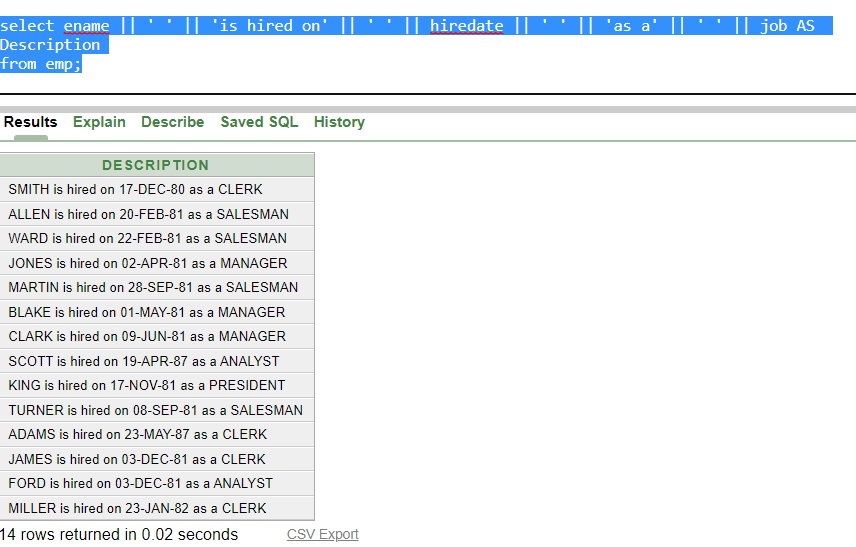 select ename || ' ' || 'is hired on' || ' ' || hiredate || ' ' || 'as a' || ' ' || job AS
Description
from emp;
Results Explain Describe Saved SQL History
DESCRIPTION
SMITH is hired on 17-DEC-80 as a CLERK
ALLEN is hired on 20-FEB-81 as a SALESMAN
WARD is hired on 22-FEB-81 as a SALESMAN
JONES is hired on 02-APR-81 as a MANAGER
MARTIN is hired on 28-SEP-81 as a SALESMAN
BLAKE is hired on 01-MAY-81 as a MANAGER
CLARK is hired on 09-JUN-81 as a MANAGER
SCOTT is hired on 19-APR-87 as a ANALYST
KING is hired on 17-NOV-81 as a PRESIDENT
TURNER is hired on 08-SEP-81 as a SALESMAN
ADAMS is hired on 23-MAY-87 as a CLERK
JAMES is hired on 03-DEC-81 as a CLERK
FORD is hired on 03-DEC-81 as a ANALYST
MILLER is hired on 23-JAN-82 as a CLERK
14 rows returned in 0.02 seconds CSV Export